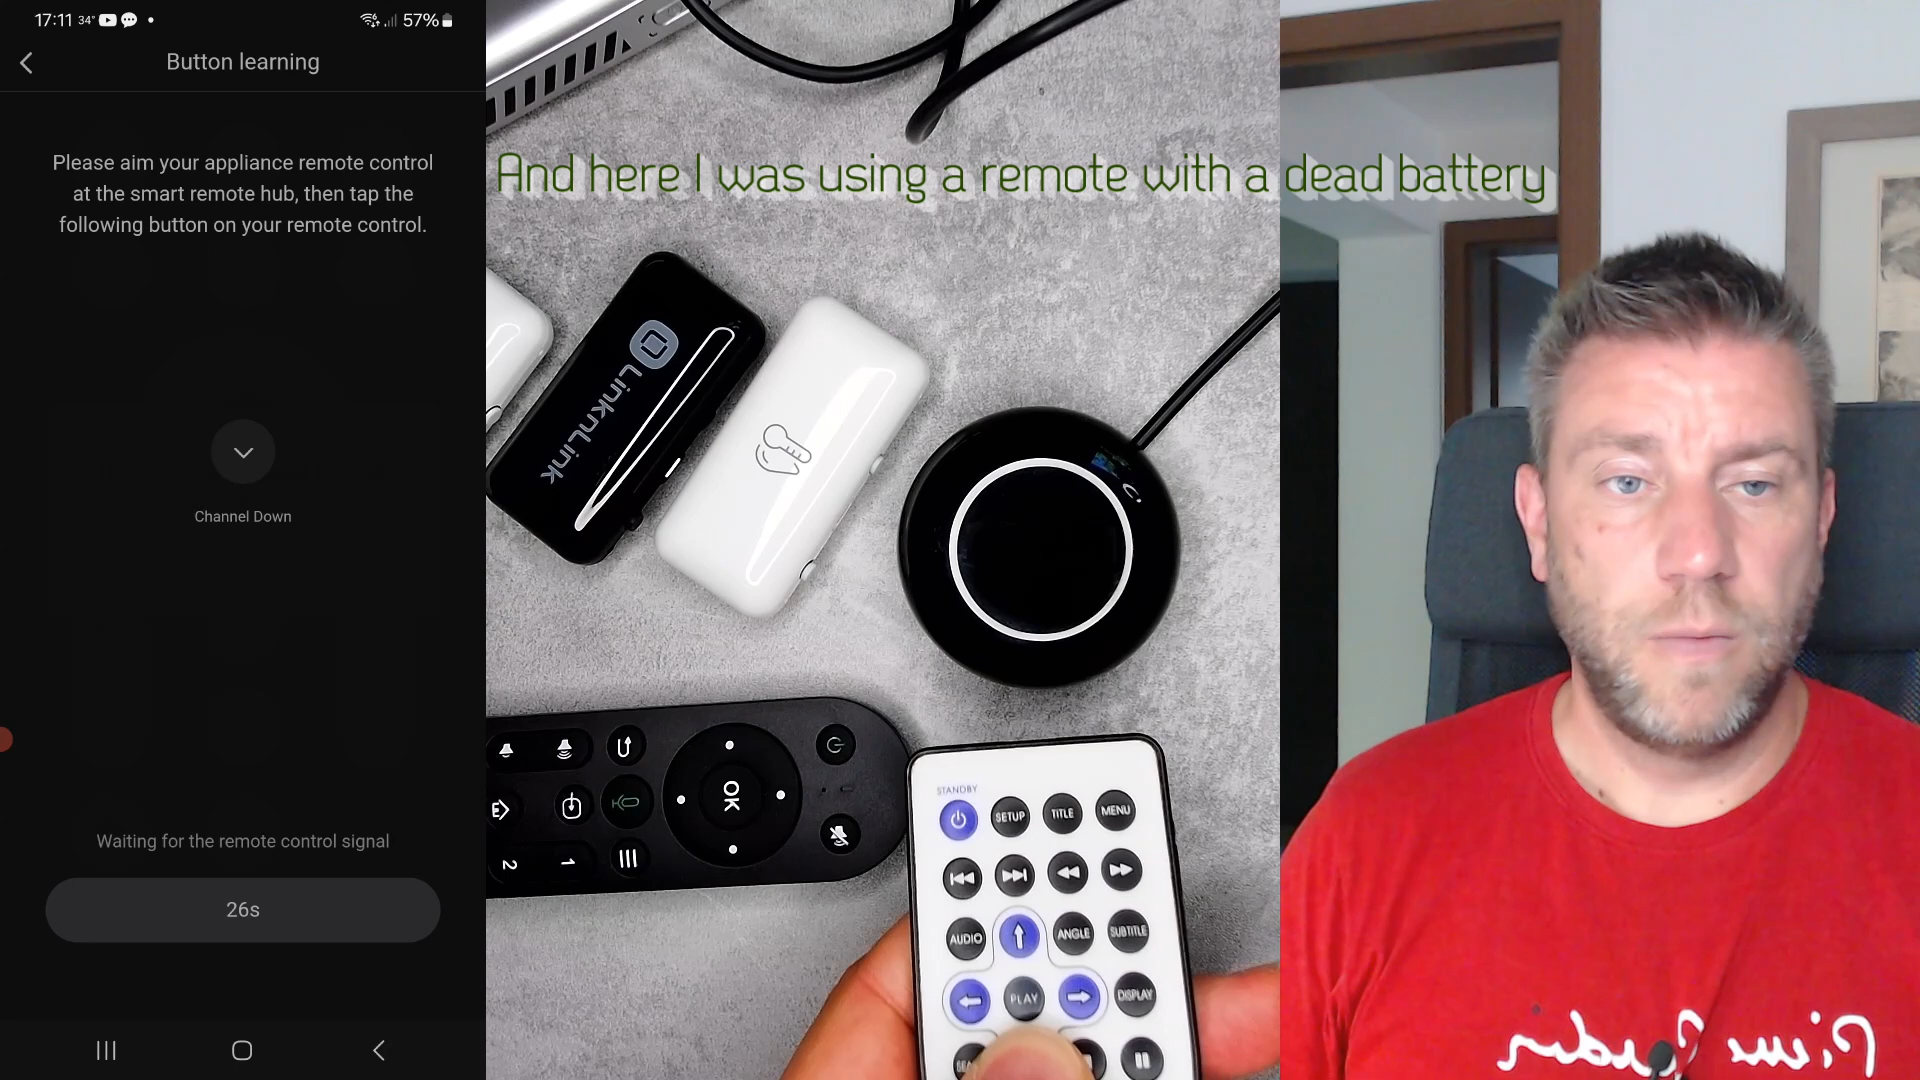 17:11 34° 57%
Button learning
Please aim your appliance remote control
at the smart remote hub, then tap the
following button on your remote control.
Channel Down
Waiting for the remote control signal
26s
And here I was using a remote with a dead battery
LinknLink
OK
2 1
STANDBY
SETUP TITLE MENU
AUDIO ANGLE SUBTITLE
PLAY DISPLAY